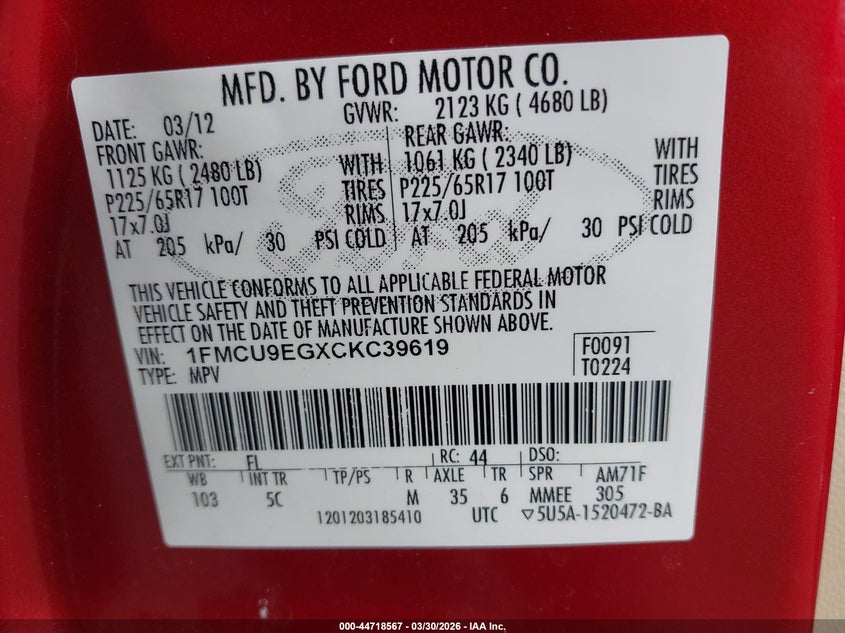 MFD. BY FORD MOTOR CO.
DATE: 03/12 GVWR: 2123 KG ( 4680 LB)
FRONT GAWR: REAR GAWR:
1125 KG ( 2480 LB) WITH 1061 KG ( 2340 LB) WITH
P225/65R17 100T TIRES P225/65R17 100T TIRES
17x7.0J RIMS 17x7.0J RIMS
AT 205 kPa/ 30 PSI COLD AT 205 kPa/ 30 PSI COLD
THIS VEHICLE CONFORMS TO ALL APPLICABLE FEDERAL MOTOR
VEHICLE SAFETY AND THEFT PREVENTION STANDARDS IN
EFFECT ON THE DATE OF MANUFACTURE SHOWN ABOVE.
VIN: 1FMCU9EGXCKC39619 F0091
TYPE: MPV T0224
EXT PNT: FL RC: 44 DSO:
WB INT TR TP/PS R AXLE TR SPR AM71F
103 5C M 35 6 MMEE 305
1201203185410 UTC ▽5U5A-1520472-BA
Ford
000-44718567 — 03/30/2026 — IAA Inc.